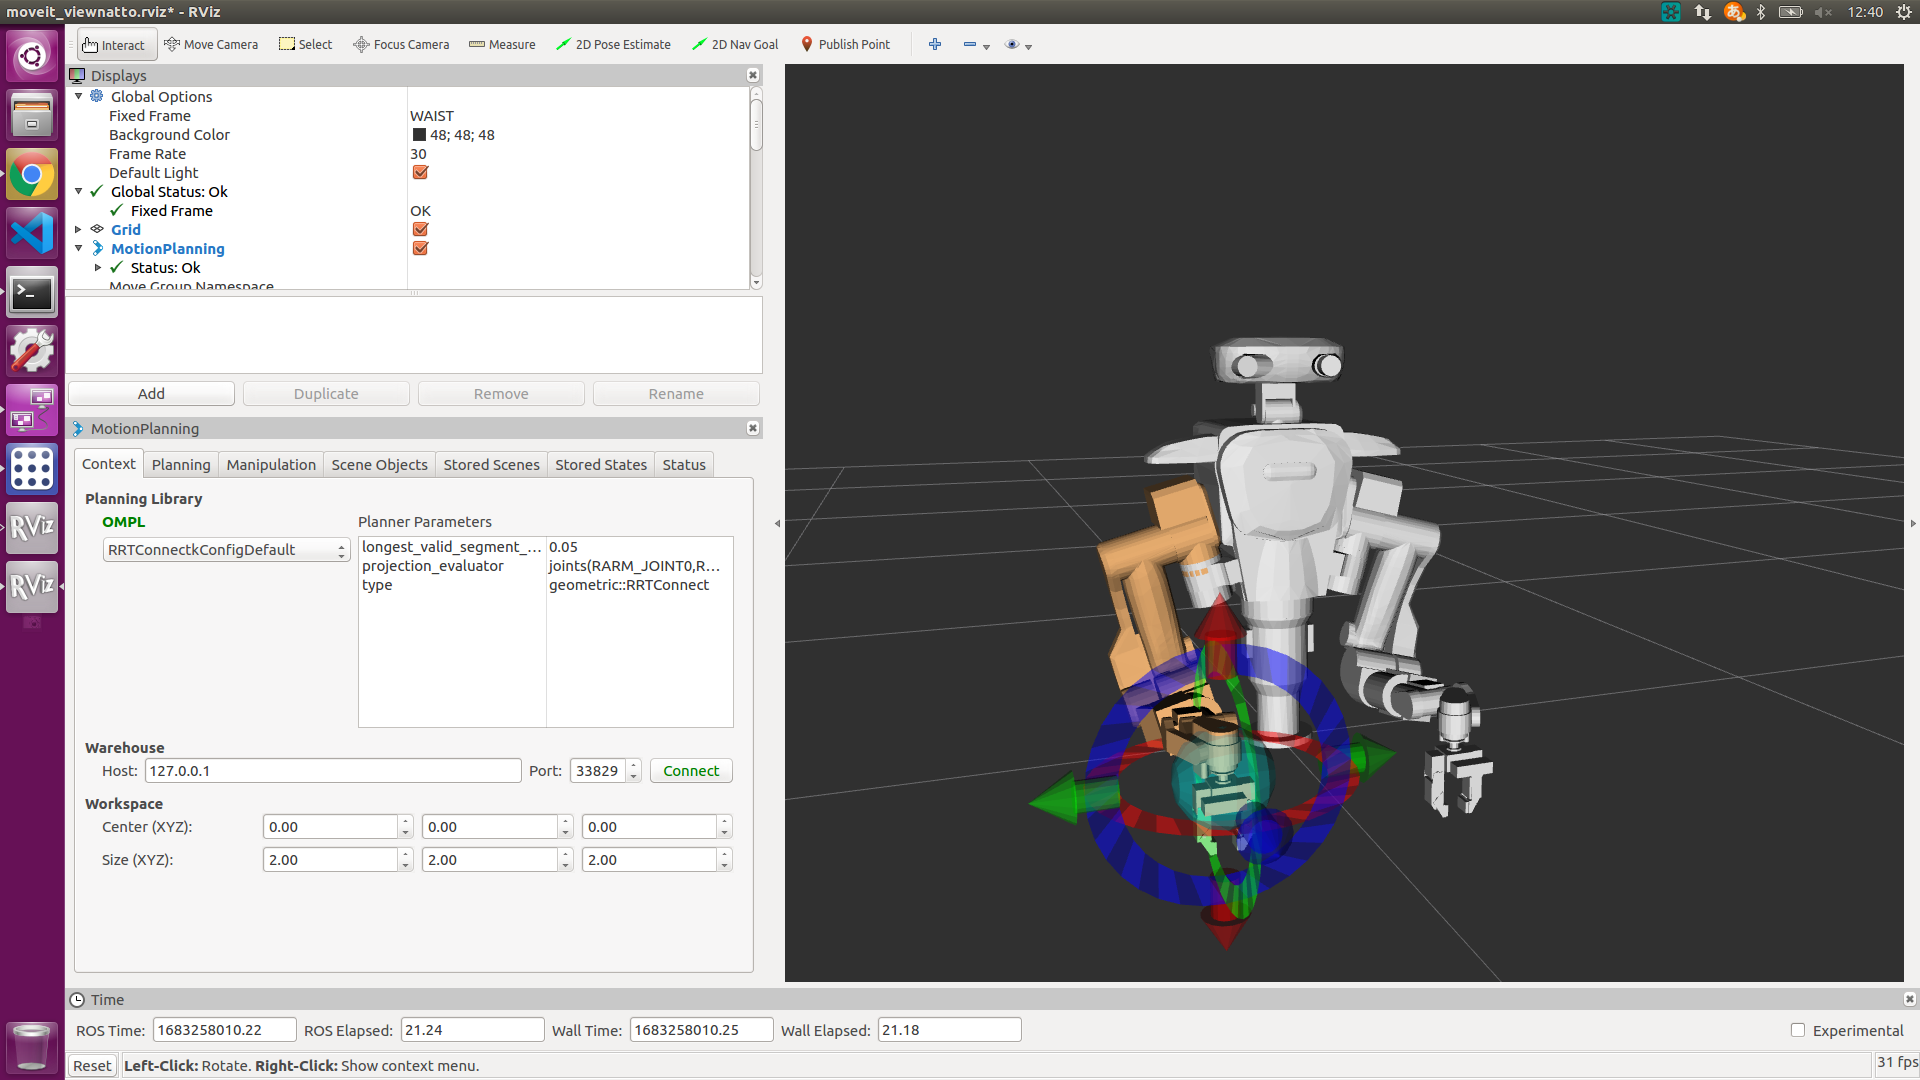 moveit_viewnatto.rviz* - RViz
12:40
Interact Move Camera Select Focus Camera Measure 2D Pose Estimate 2D Nav Goal Publish Point
Displays
Global Options
Fixed Frame WAIST
Background Color 48; 48; 48
Frame Rate 30
Default Light
Global Status: Ok
Fixed Frame OK
Grid
MotionPlanning
Status: Ok
Move Group Namespace
Add Duplicate Remove Rename
MotionPlanning
Context Planning Manipulation Scene Objects Stored Scenes Stored States Status
Planning Library
OMPL Planner Parameters
RRTConnectkConfigDefault
longest_valid_segment_... 0.05
projection_evaluator joints(RARM_JOINT0,R...
type geometric::RRTConnect
Warehouse
Host: 127.0.0.1 Port: 33829 Connect
Workspace
Center (XYZ): 0.00 0.00 0.00
Size (XYZ): 2.00 2.00 2.00
Time
ROS Time: 1683258010.22 ROS Elapsed: 21.24 Wall Time: 1683258010.25 Wall Elapsed: 21.18 Experimental
Reset Left-Click: Rotate. Right-Click: Show context menu. 31 fps
RViz
RViz
あ